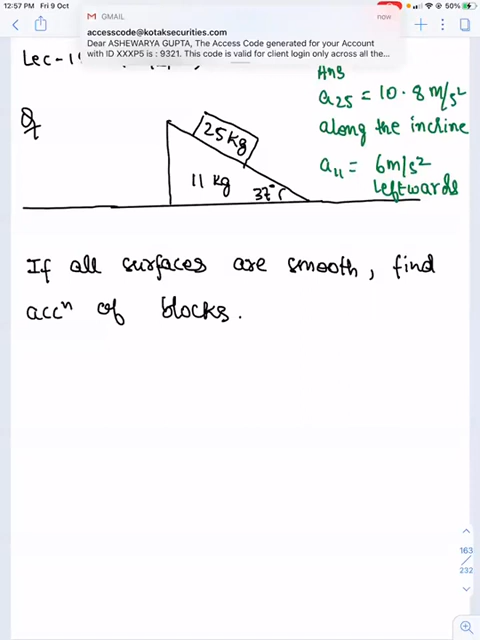 12:57 PM Fri 9 Oct
50%
GMAIL
now
accesscode@kotaksecurities.com
Dear ASHEWARYA GUPTA, The Access Code generated for your Account
with ID XXXP5 is : 9321. This code is valid for client login only across all the...
Lec-1
Ans
a25 = 10.8 m/s²
along the incline
a11 = 6 m/s²
leftwards
Q
25 kg
11 kg
37°
If all surfaces are smooth, find
accⁿ of blocks.
163
232